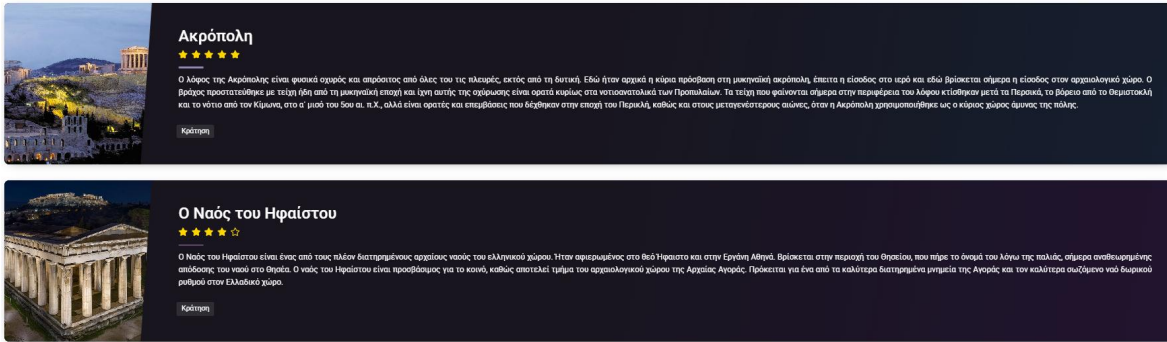 Ακρόπολη
Ο λόφος της Ακρόπολης είναι φυσικά οχυρός και απρόσιτος από όλες του τις πλευρές, εκτός από τη δυτική. Εδώ ήταν αρχικά η κύρια πρόσβαση στη μυκηναϊκή ακρόπολη, έπειτα η είσοδος στο ιερό και εδώ βρίσκεται σήμερα η είσοδος στον αρχαιολογικό χώρο. Ο
βράχος προστατεύθηκε με τείχη ήδη από τη μυκηναϊκή εποχή και ίχνη αυτής της οχύρωσης είναι ορατά κυρίως στα νοτιοανατολικά των Προπυλαίων. Τα τείχη που φαίνονται σήμερα στην περιφέρεια του λόφου κτίσθηκαν μετά τα Περσικά, το βόρειο από το Θεμιστοκλή
και το νότιο από τον Κίμωνα, στο α' μισό του 5ου αι. π.Χ., αλλά είναι ορατές και επεμβάσεις που δέχθηκαν στην εποχή του Περικλή, καθώς και στους μεταγενέστερους αιώνες, όταν η Ακρόπολη χρησιμοποιήθηκε ως ο κύριος χώρος άμυνας της πόλης.
Κράτηση
Ο Ναός του Ηφαίστου
Ο Ναός του Ηφαίστου είναι ένας από τους πλέον διατηρημένους αρχαίους ναούς του ελληνικού χώρου. Ήταν αφιερωμένος στο θεό Ήφαιστο και στην Εργάνη Αθηνά. Βρίσκεται στην περιοχή του Θησείου, που πήρε το όνομά του λόγω της παλιάς, σήμερα αναθεωρημένης
απόδοσης του ναού στο Θησέα. Ο ναός του Ηφαίστου είναι προσβάσιμος για το κοινό, καθώς αποτελεί τμήμα του αρχαιολογικού χώρου της Αρχαίας Αγοράς. Πρόκειται για ένα από τα καλύτερα διατηρημένα μνημεία της Αγοράς και τον καλύτερα σωζόμενο ναό δωρικού
ρυθμού στον Ελλαδικό χώρο.
Κράτηση